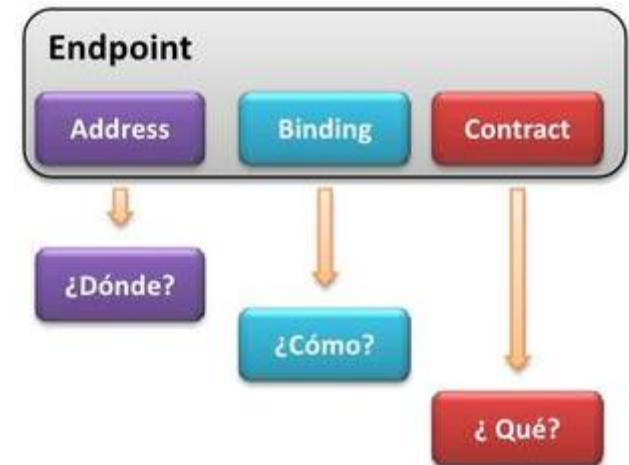 Endpoint
Address
Binding
Contract
¿Dónde?
¿Cómo?
¿ Qué?